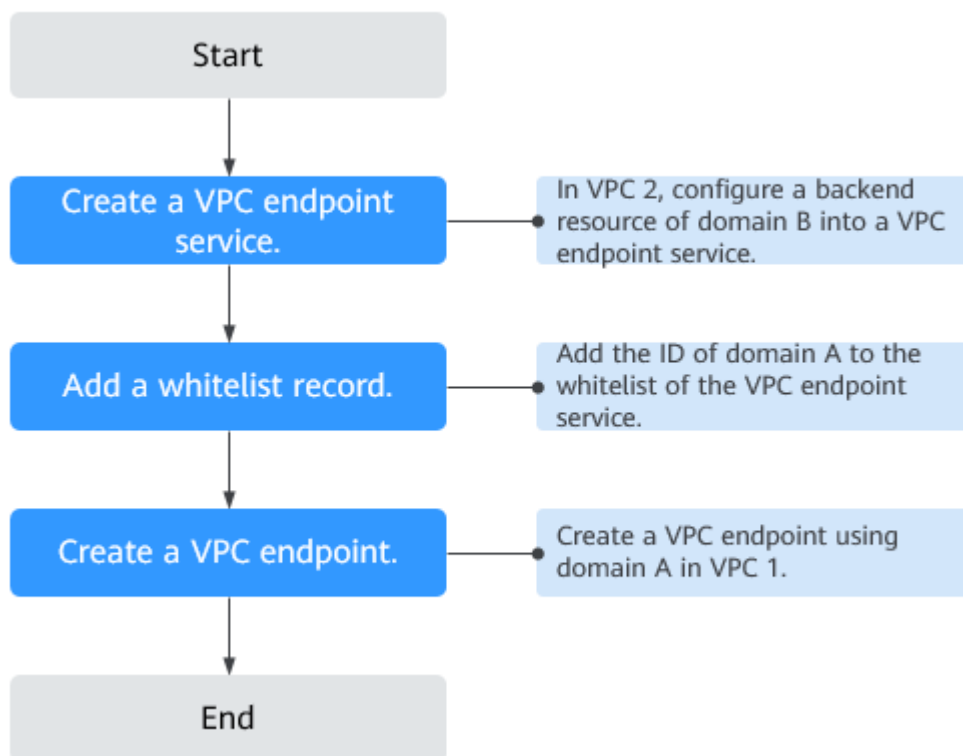 Start
Create a VPC endpoint
service.
In VPC 2, configure a backend
resource of domain B into a VPC
endpoint service.
Add a whitelist record.
Add the ID of domain A to the
whitelist of the VPC endpoint
service.
Create a VPC endpoint.
Create a VPC endpoint using
domain A in VPC 1.
End